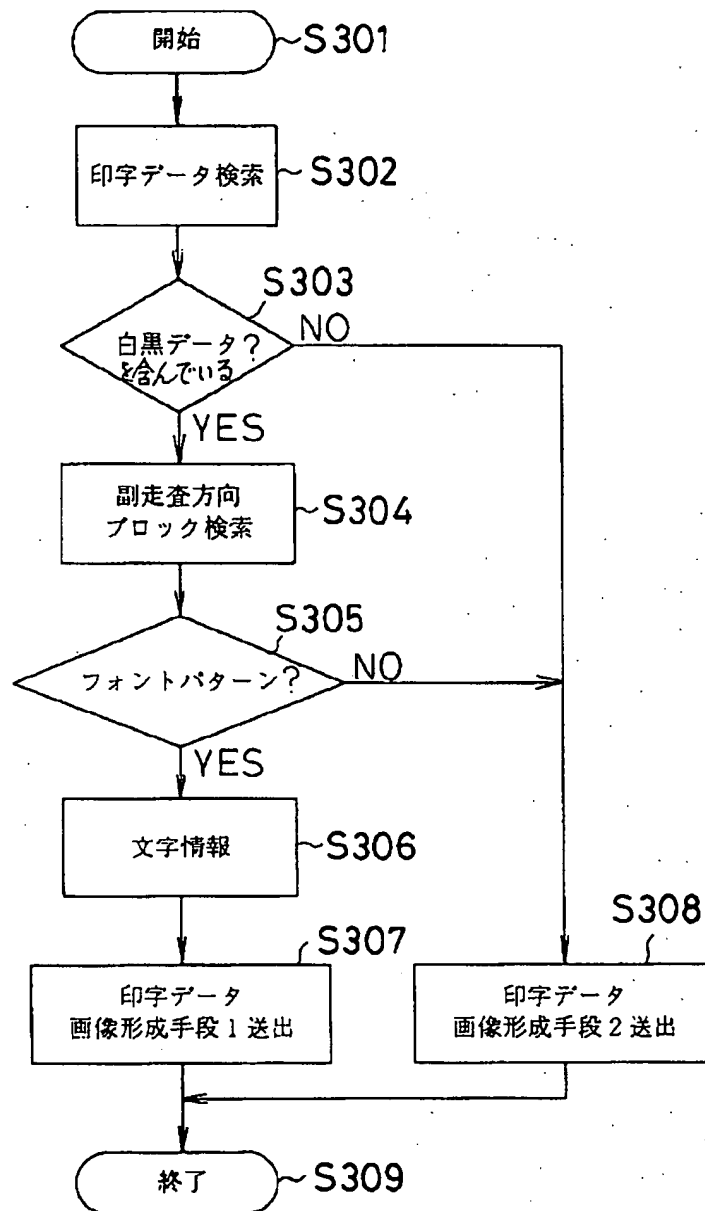 開始
S301
印字データ検索
S302
S303
白黒データ?
を含んでいる
NO
YES
副走査方向
ブロック検索
S304
S305
フォントパターン?
NO
YES
文字情報
S306
S307
印字データ
画像形成手段1送出
S308
印字データ
画像形成手段2送出
終了
S309